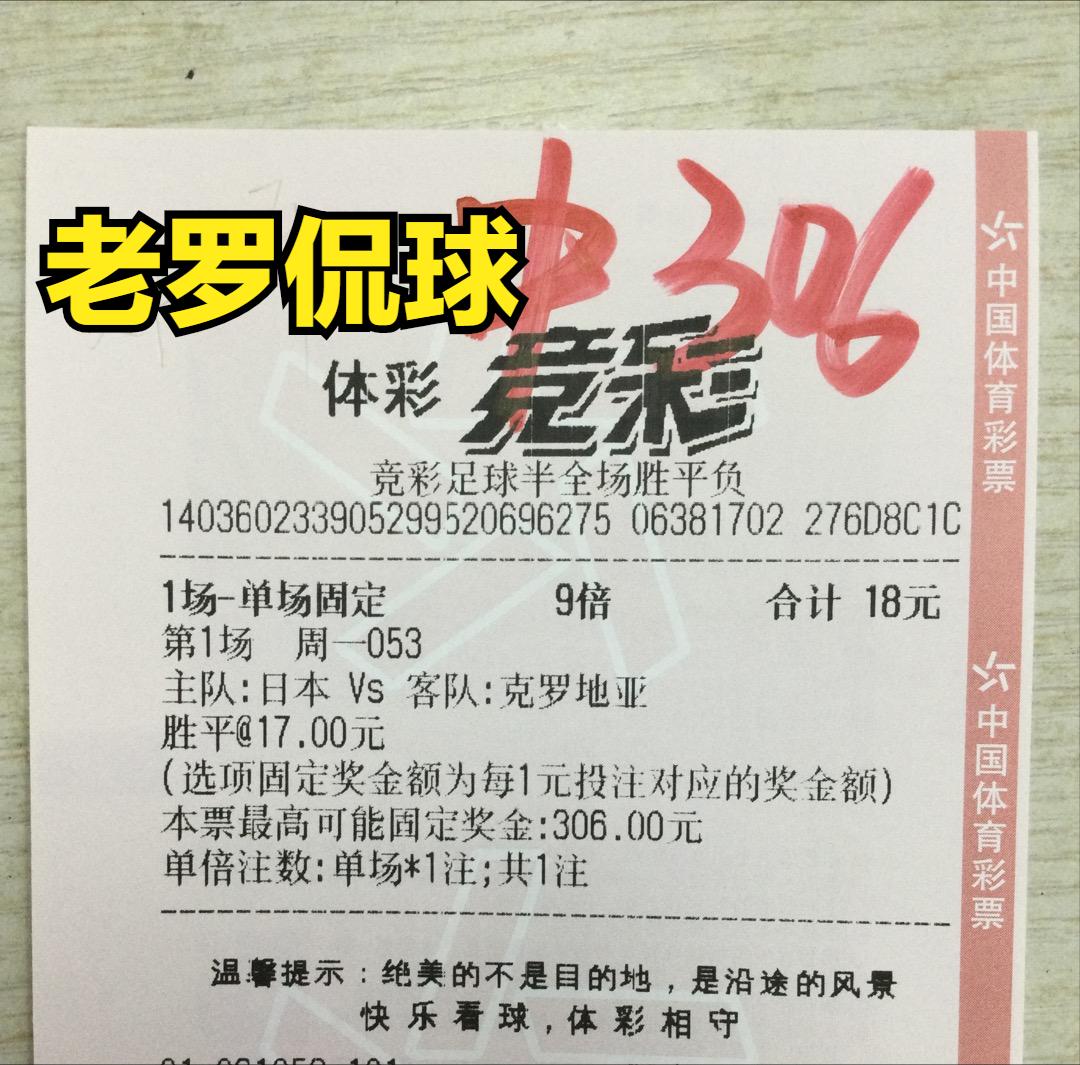 中306
老罗侃球
体彩 竞彩
竞彩足球半全场胜平负
140360233905299520696275 06381702 276D8C1C
1场-单场固定 9倍 合计 18元
第1场 周一053
主队:日本 Vs 客队:克罗地亚
胜平@17.00元
(选项固定奖金额为每1元投注对应的奖金额)
本票最高可能固定奖金:306.00元
单倍注数:单场*1注;共1注
温馨提示：绝美的不是目的地，是沿途的风景
快乐看球,体彩相守
中国体育彩票
中国体育彩票